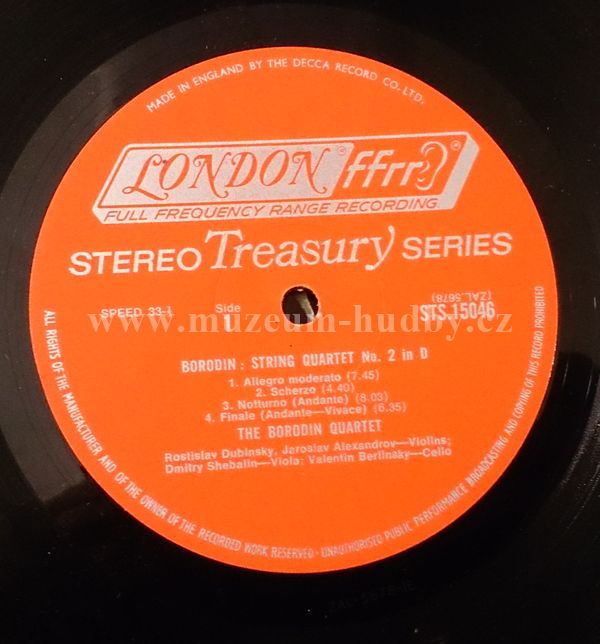 MADE IN ENGLAND BY THE DECCA RECORD CO. LTD.
LONDON ® ffrr ®
FULL FREQUENCY RANGE RECORDING
STEREO Treasury SERIES
SPEED. 33⅓
Side
1
(ZAL.5678)
STS.15046
www.muzeum-hudby.cz
BORODIN : STRING QUARTET No. 2 in D
1. Allegro moderato (7.45)
2. Scherzo (4.40)
3. Notturno (Andante) (8.03)
4. Finale (Andante—Vivace) (6.35)
THE BORODIN QUARTET
Rostislav Dubinsky, Jaroslav Alexandrov—Violins;
Dmitry Shebalin—Viola; Valentin Berlinsky—Cello
ALL RIGHTS OF THE MANUFACTURER AND OF THE OWNER OF THE RECORDED WORK RESERVED · UNAUTHORISED PUBLIC PERFORMANCE BROADCASTING AND COPYING OF THIS RECORD PROHIBITED